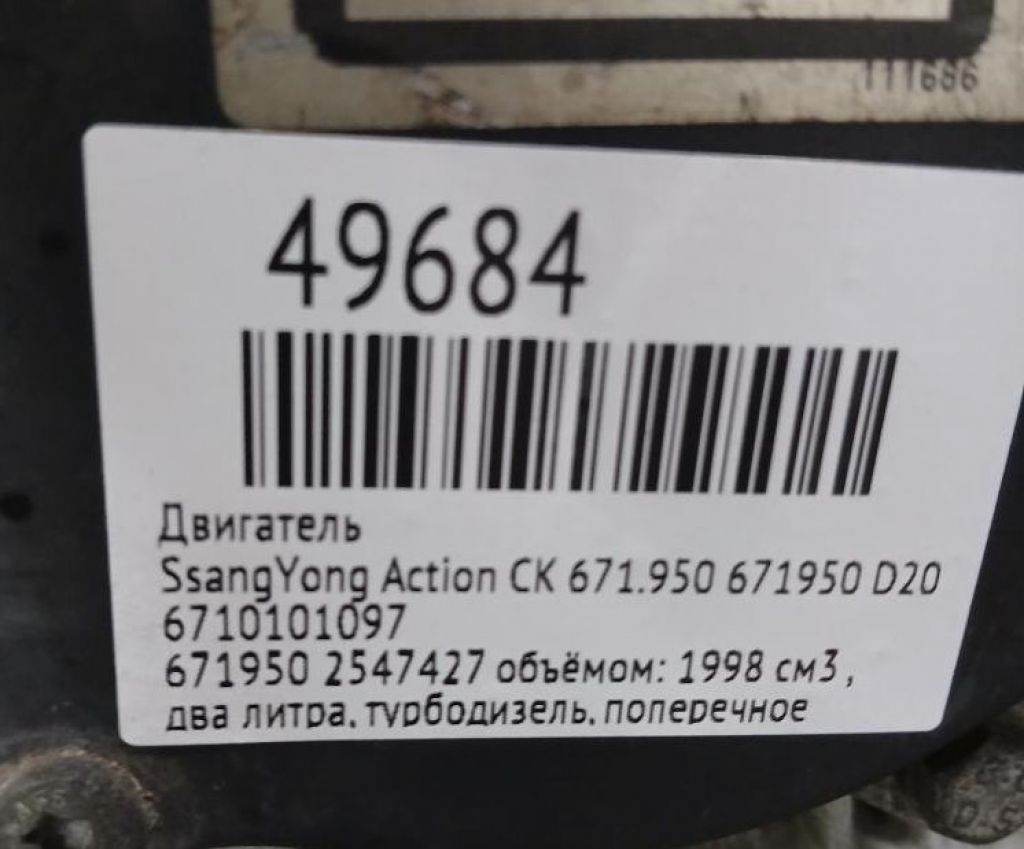 111686
49684
Двигатель
SsangYong Action CK 671.950 671950 D20
6710101097
671950 2547427 объёмом: 1998 см3 ,
два литра, турбодизель, поперечное